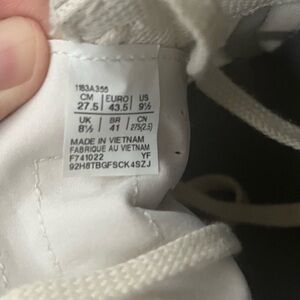 1183A355
CM EURO US
27.5 43.5 9½
UK BR CN
8½ 41 275(2.5)
MADE IN VIETNAM
FABRIQUE AU VIETNAM
F741022 YF
92H8TBGFSCK4SZJ